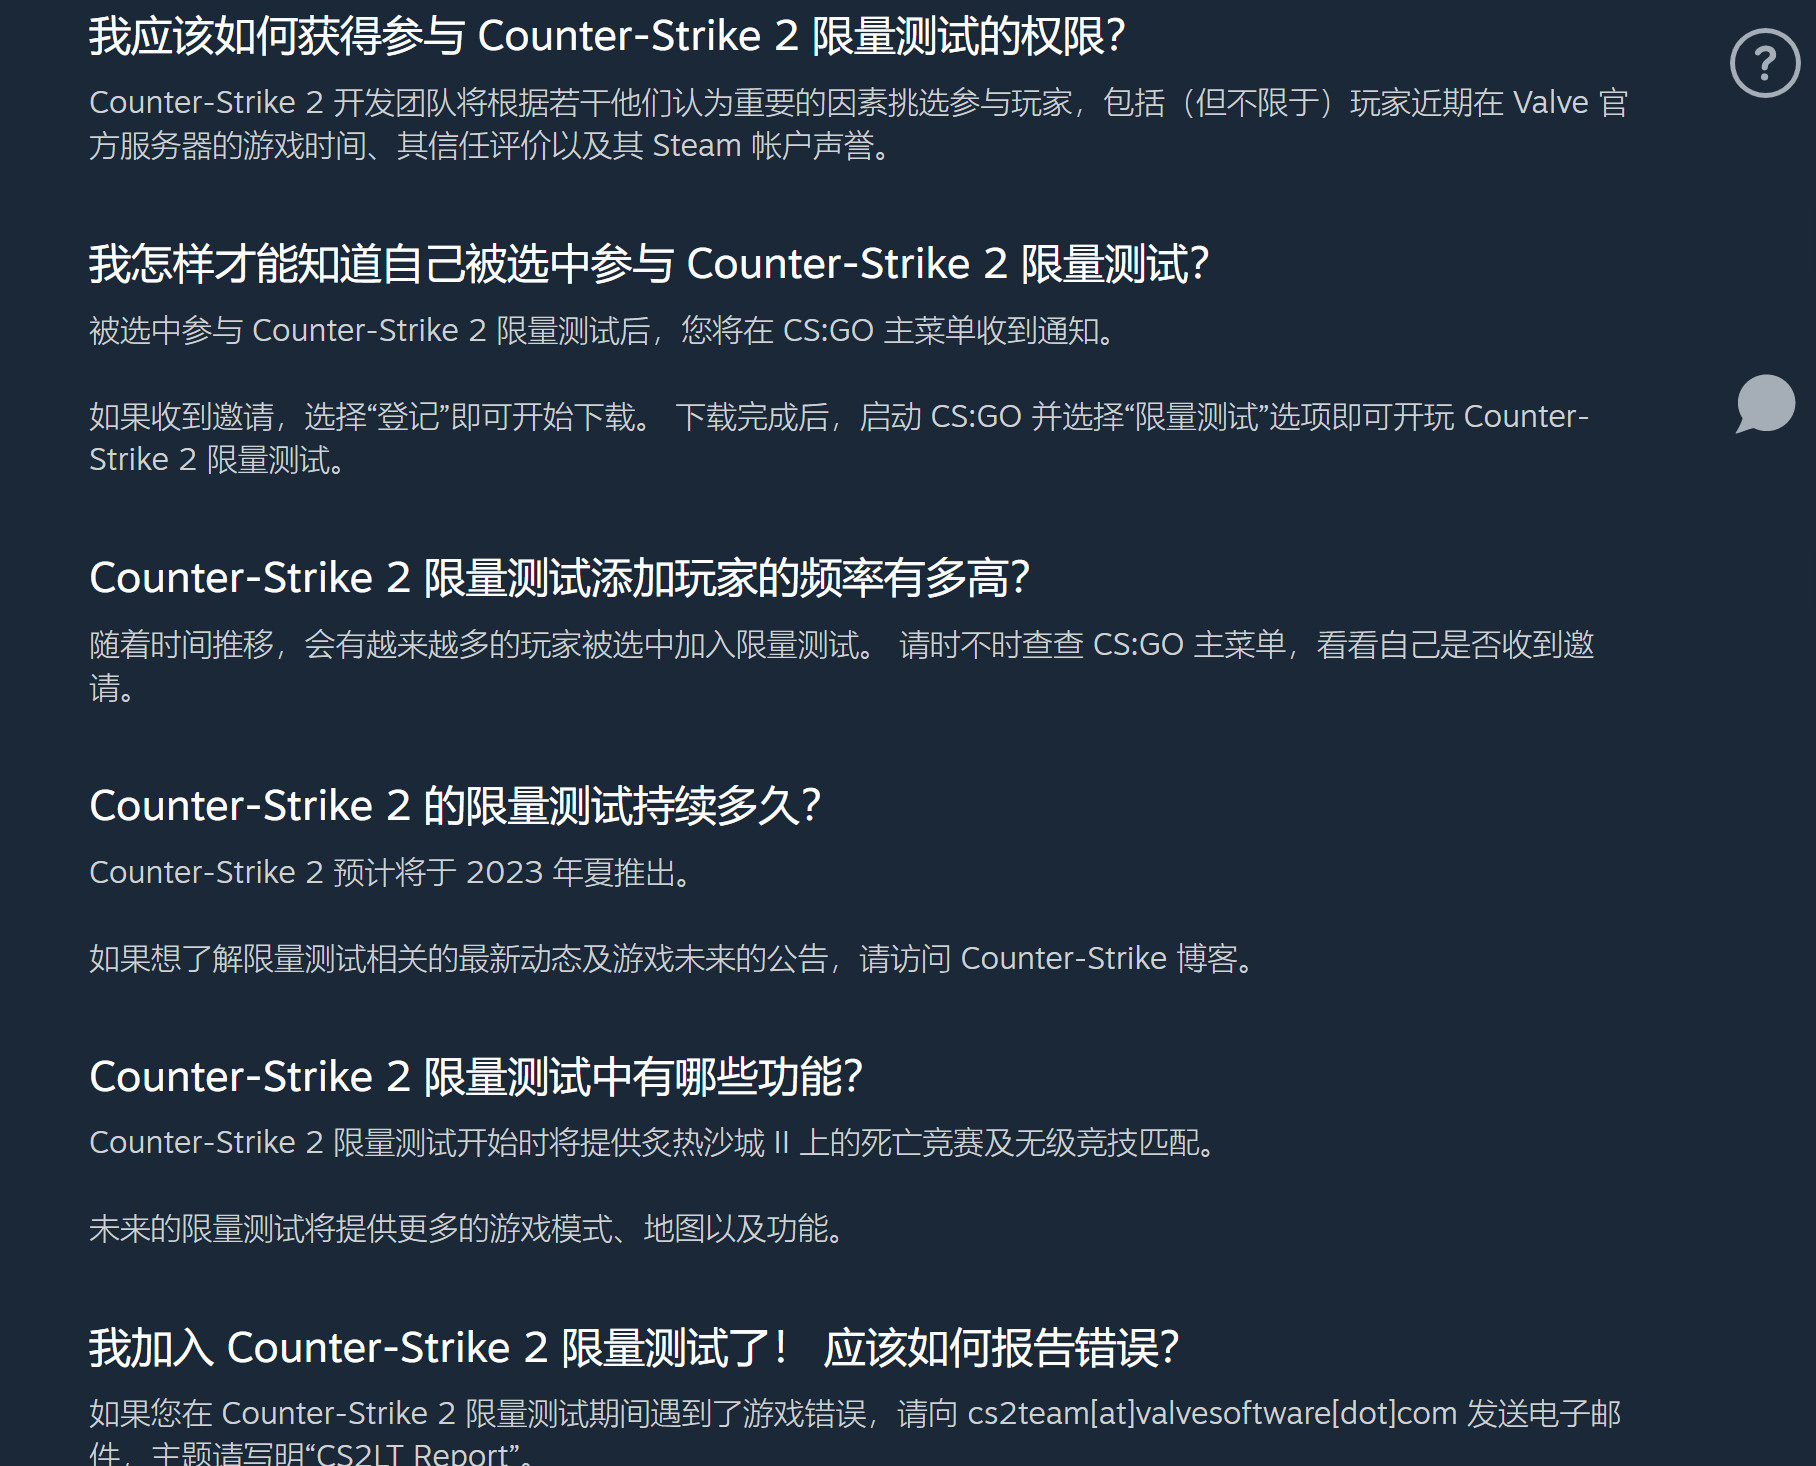 我应该如何获得参与 Counter-Strike 2 限量测试的权限？
Counter-Strike 2 开发团队将根据若干他们认为重要的因素挑选参与玩家，包括（但不限于）玩家近期在 Valve 官
方服务器的游戏时间、其信任评价以及其 Steam 帐户声誉。
我怎样才能知道自己被选中参与 Counter-Strike 2 限量测试？
被选中参与 Counter-Strike 2 限量测试后，您将在 CS:GO 主菜单收到通知。
如果收到邀请，选择“登记”即可开始下载。 下载完成后，启动 CS:GO 并选择“限量测试”选项即可开玩 Counter-
Strike 2 限量测试。
Counter-Strike 2 限量测试添加玩家的频率有多高？
随着时间推移，会有越来越多的玩家被选中加入限量测试。 请时不时查查 CS:GO 主菜单，看看自己是否收到邀
请。
Counter-Strike 2 的限量测试持续多久？
Counter-Strike 2 预计将于 2023 年夏推出。
如果想了解限量测试相关的最新动态及游戏未来的公告，请访问 Counter-Strike 博客。
Counter-Strike 2 限量测试中有哪些功能？
Counter-Strike 2 限量测试开始时将提供炙热沙城 II 上的死亡竞赛及无级竞技匹配。
未来的限量测试将提供更多的游戏模式、地图以及功能。
我加入 Counter-Strike 2 限量测试了！ 应该如何报告错误？
如果您在 Counter-Strike 2 限量测试期间遇到了游戏错误，请向 cs2team[at]valvesoftware[dot]com 发送电子邮
件，主题请写明“CS2LT Report”。